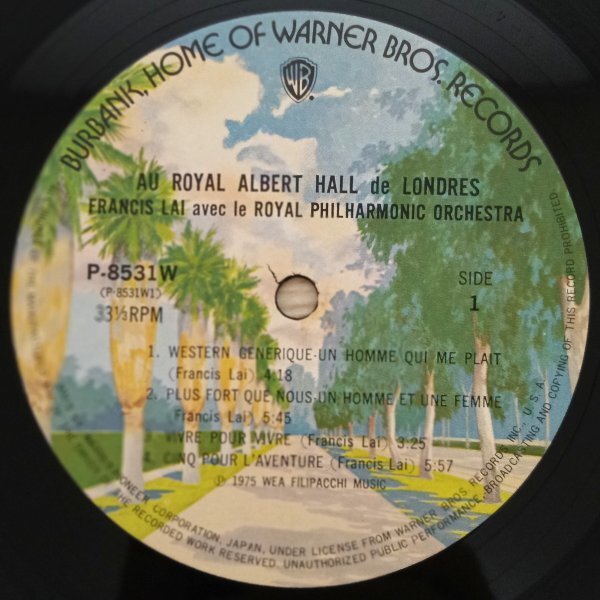 BURBANK, HOME OF WARNER BROS. RECORDS
WB
AU ROYAL ALBERT HALL de LONDRES
FRANCIS LAI avec le ROYAL PHILHARMONIC ORCHESTRA
P-8531W
(P-8531W1)
33⅓RPM
SIDE
1
1. WESTERN GENERIQUE-UN HOMME QUI ME PLAIT
(Francis Lai) 4:18
2. PLUS FORT QUE NOUS-UN HOMME ET UNE FEMME
(Francis Lai) 5:45
3. VIVRE POUR VIVRE (Francis Lai) 3:25
4. CINQ POUR L'AVENTURE (Francis Lai) 5:57
Ⓟ 1975 WEA FILIPACCHI MUSIC
PIONEER CORPORATION, JAPAN, UNDER LICENSE FROM WARNER BROS. RECORDS INC., U.S.A.
THE RECORDED WORK RESERVED. UNAUTHORIZED PUBLIC PERFORMANCE, BROADCASTING AND COPYING OF THIS RECORD PROHIBITED